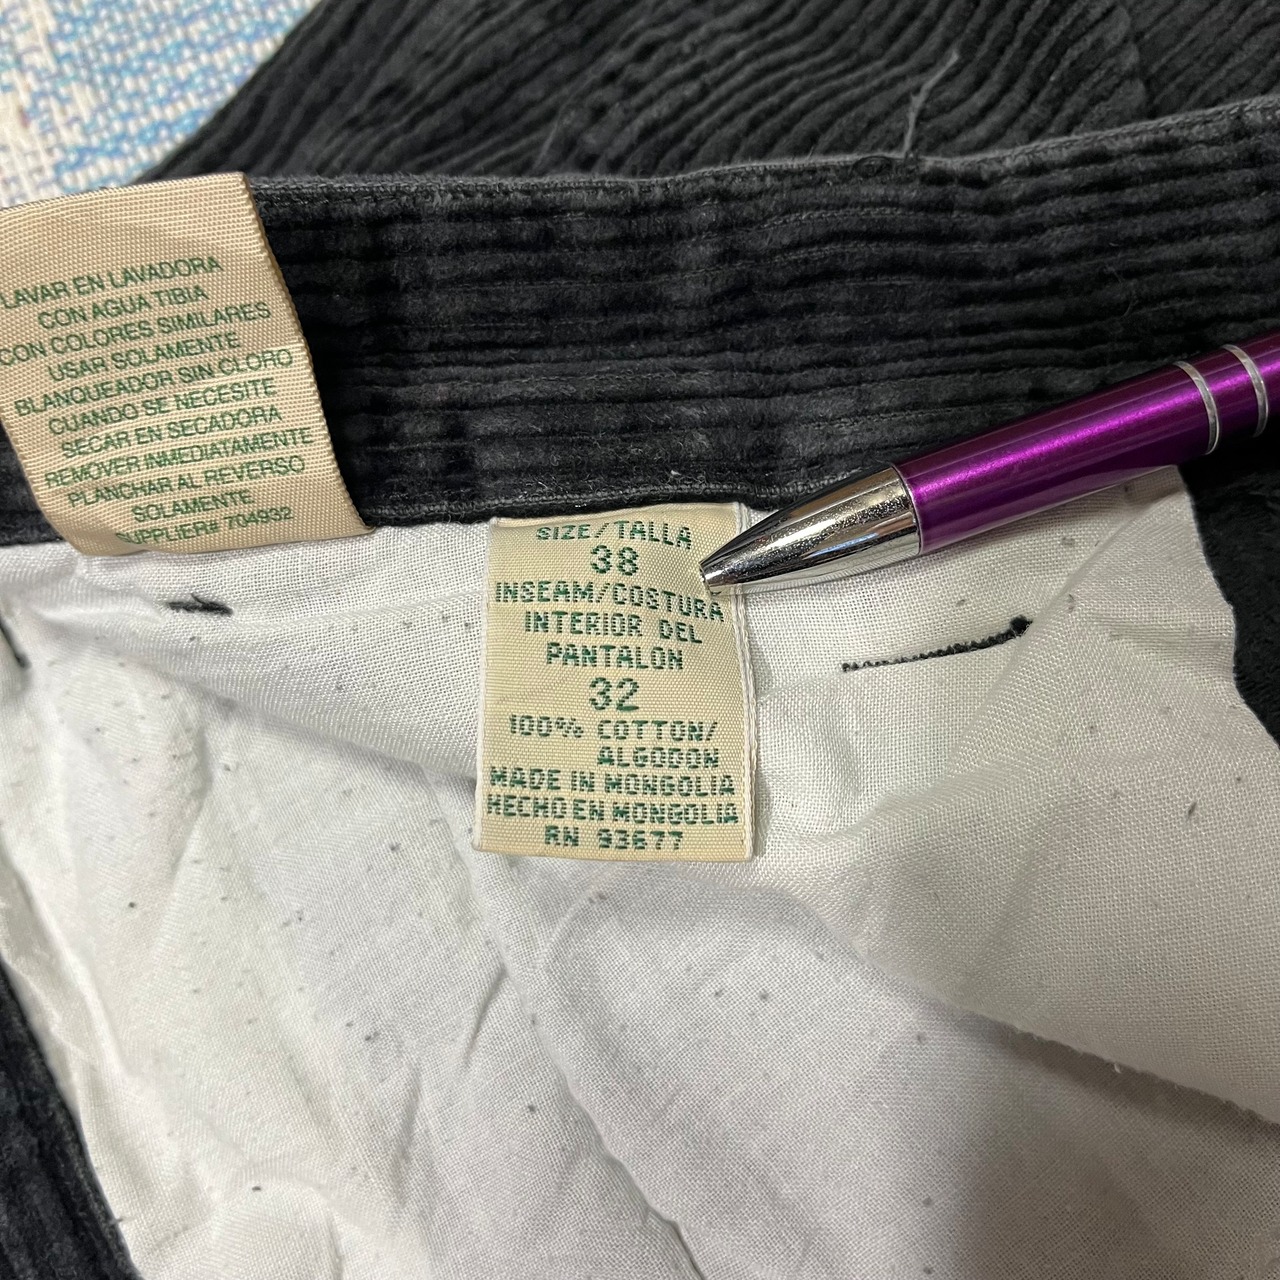 LAVAR EN LAVADORA
CON AGUA TIBIA
CON COLORES SIMILARES
USAR SOLAMENTE
BLANQUEADOR SIN CLORO
CUANDO SE NECESITE
SECAR EN SECADORA
REMOVER INMEDIATAMENTE
PLANCHAR AL REVERSO
SOLAMENTE
SUPPLIER# 704932
SIZE/TALLA
38
INSEAM/COSTURA
INTERIOR DEL
PANTALON
32
100% COTTON/
ALGODON
MADE IN MONGOLIA
HECHO EN MONGOLIA
RN 93677